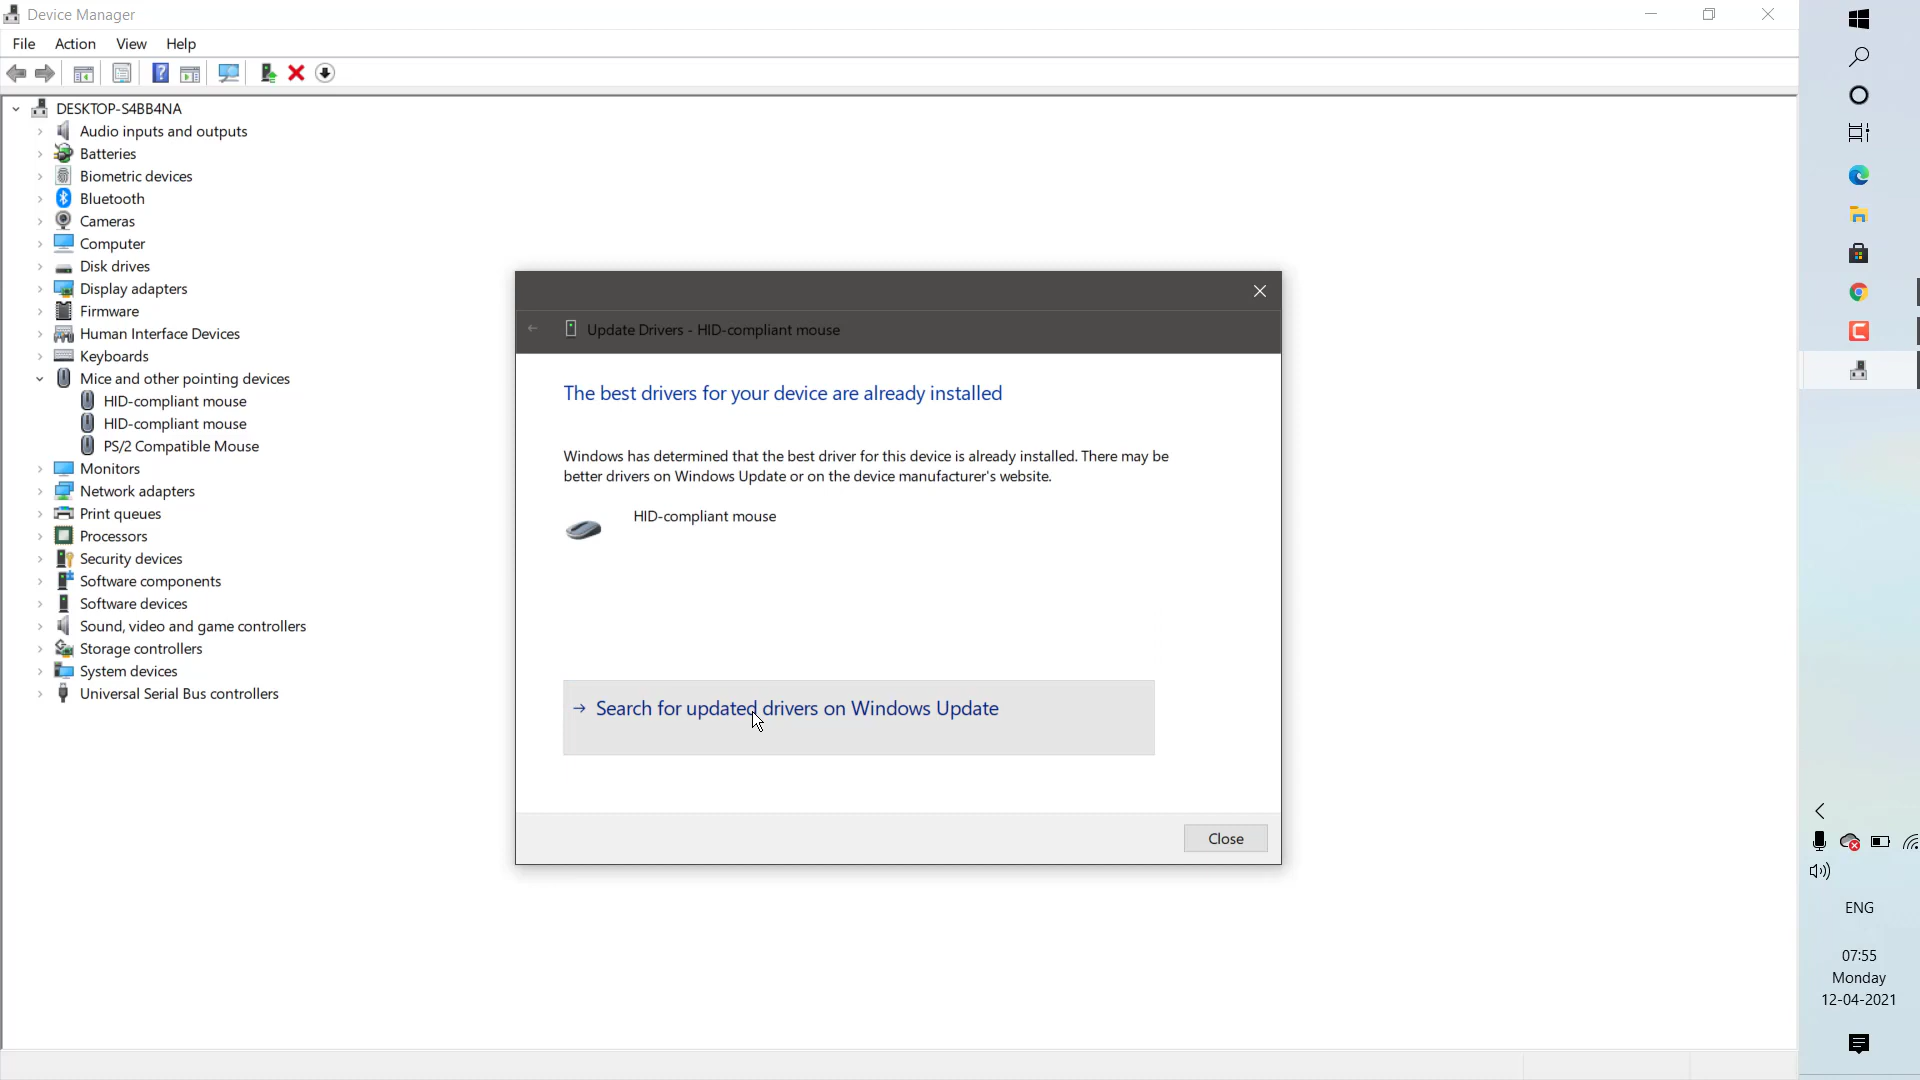 Device Manager
File Action View Help
DESKTOP-S4BB4NA
Audio inputs and outputs
Batteries
Biometric devices
Bluetooth
Cameras
Computer
Disk drives
Display adapters
Firmware
Human Interface Devices
Keyboards
Mice and other pointing devices
HID-compliant mouse
HID-compliant mouse
PS/2 Compatible Mouse
Monitors
Network adapters
Print queues
Processors
Security devices
Software components
Software devices
Sound, video and game controllers
Storage controllers
System devices
Universal Serial Bus controllers
Update Drivers - HID-compliant mouse
The best drivers for your device are already installed
Windows has determined that the best driver for this device is already installed. There may be
better drivers on Windows Update or on the device manufacturer's website.
HID-compliant mouse
Search for updated drivers on Windows Update
Close
ENG
07:55
Monday
12-04-2021